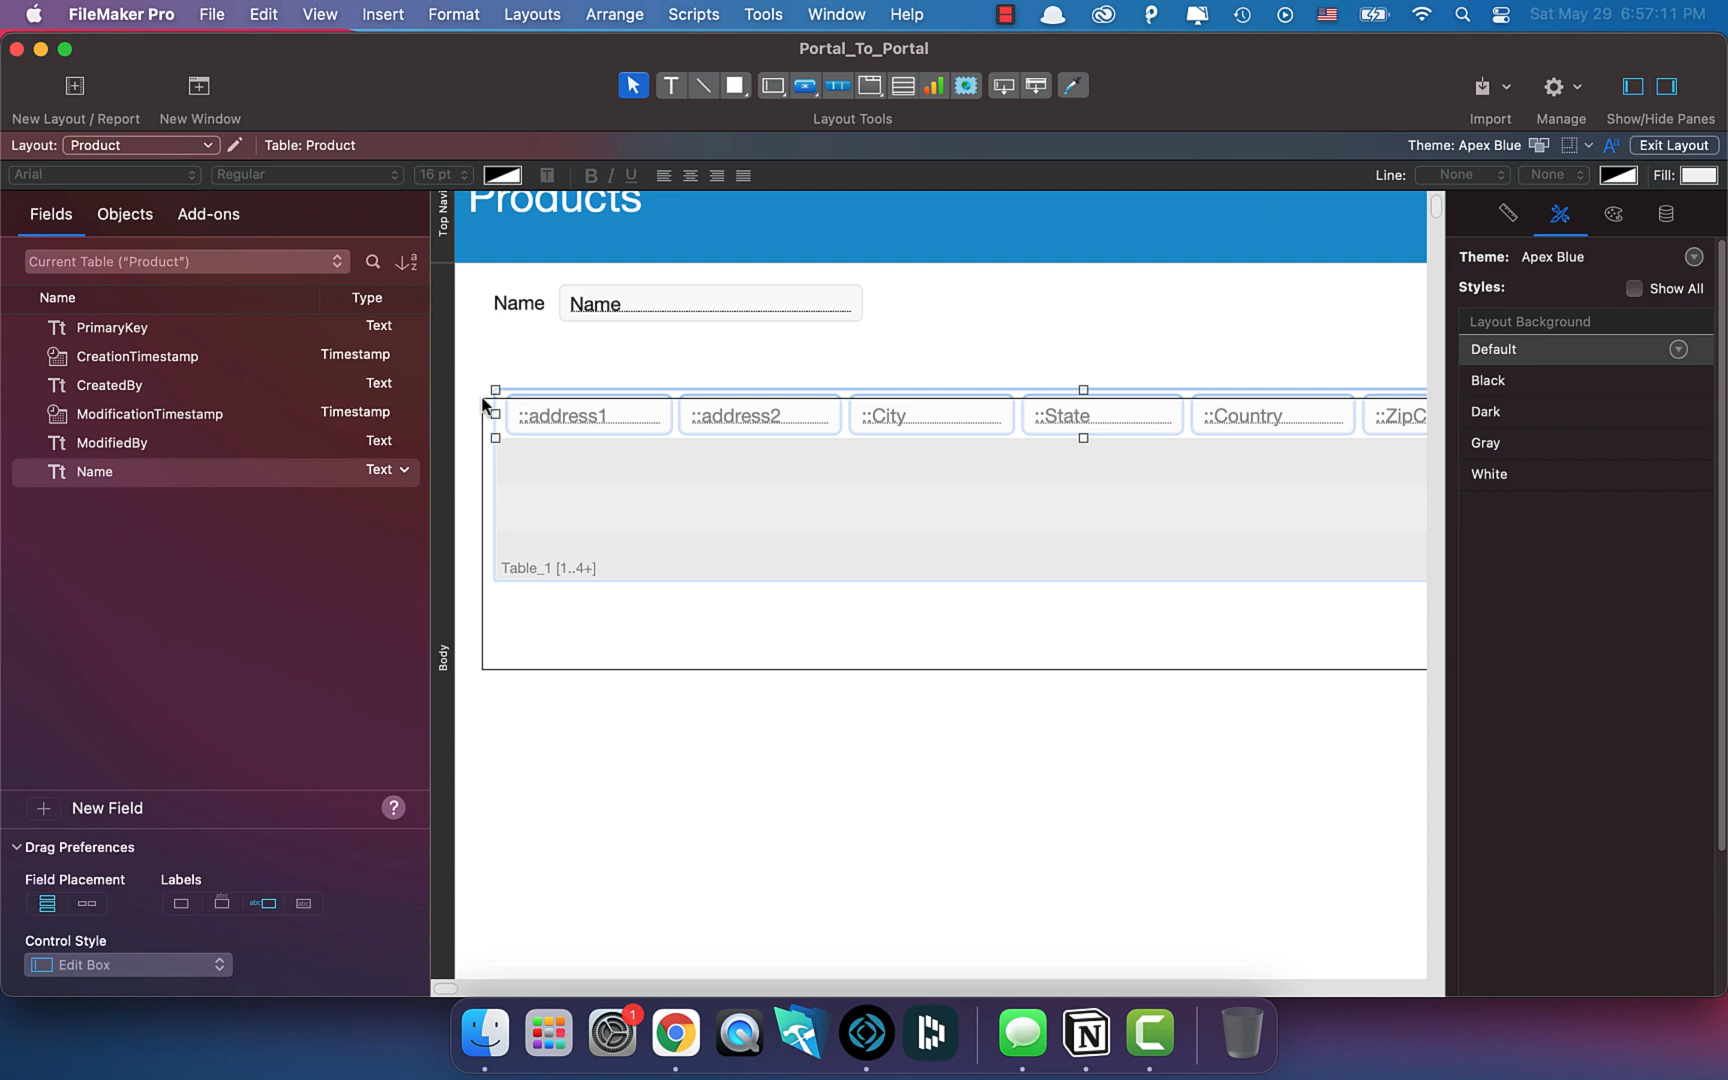 FileMaker Pro File Edit View Insert Format Layouts Arrange Scripts Tools Window Help Sat May 29 6:57:11 PM
Portal_To_Portal
New Layout / Report New Window Layout Tools Import Manage Show/Hide Panes
Layout: Product Table: Product Theme: Apex Blue Aa Exit Layout
Arial Regular 16 pt T B I U Line: None None Fill:
Fields Objects Add-ons
Top Navi
Products
Current Table ("Product")
Theme: Apex Blue
Styles: Show All
Name Type
Layout Background
Name Name
PrimaryKey Text
CreationTimestamp Timestamp
CreatedBy Text
ModificationTimestamp Timestamp
ModifiedBy Text
Name Text
Default
Black
Dark
Gray
White
::address1 ::address2 ::City ::State ::Country ::ZipC
Table_1 [1..4+]
Body
New Field ?
Drag Preferences
Field Placement Labels
abc
abc
abc
Control Style
Edit Box
1